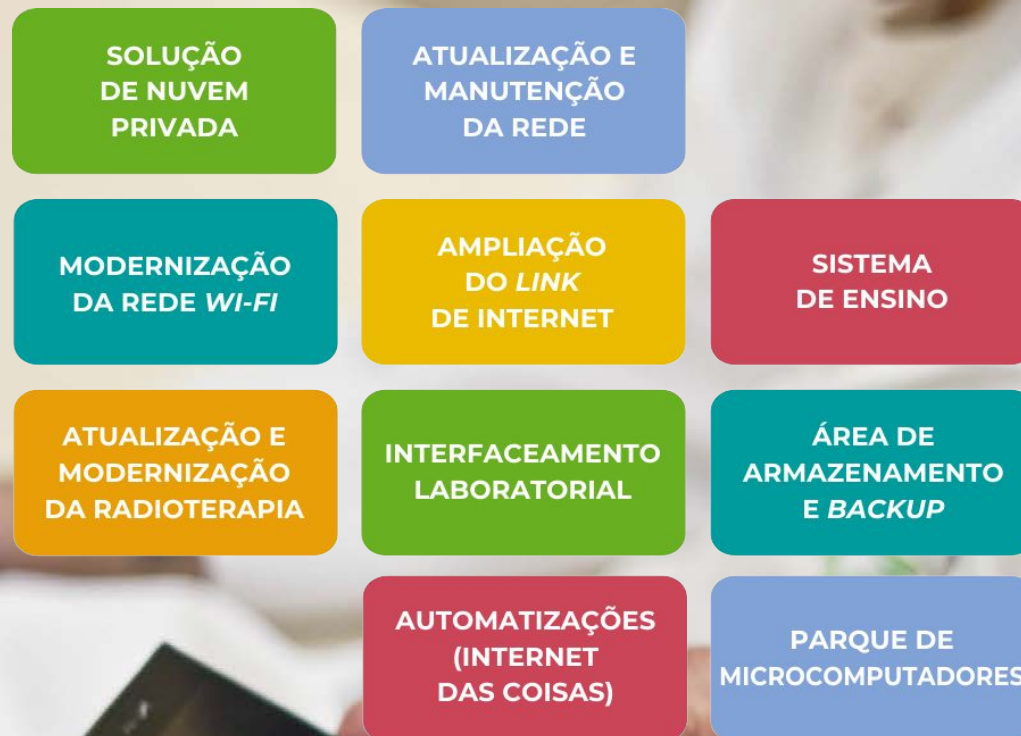 SOLUÇÃO
DE NUVEM
PRIVADA
ATUALIZAÇÃO E
MANUTENÇÃO
DA REDE
MODERNIZAÇÃO
DA REDE WI-FI
AMPLIAÇÃO
DO LINK
DE INTERNET
SISTEMA
DE ENSINO
ATUALIZAÇÃO E
MODERNIZAÇÃO
DA RADIOTERAPIA
INTERFACEAMENTO
LABORATORIAL
ÁREA DE
ARMAZENAMENTO
E BACKUP
AUTOMATIZAÇÕES
(INTERNET
DAS COISAS)
PARQUE DE
MICROCOMPUTADORES